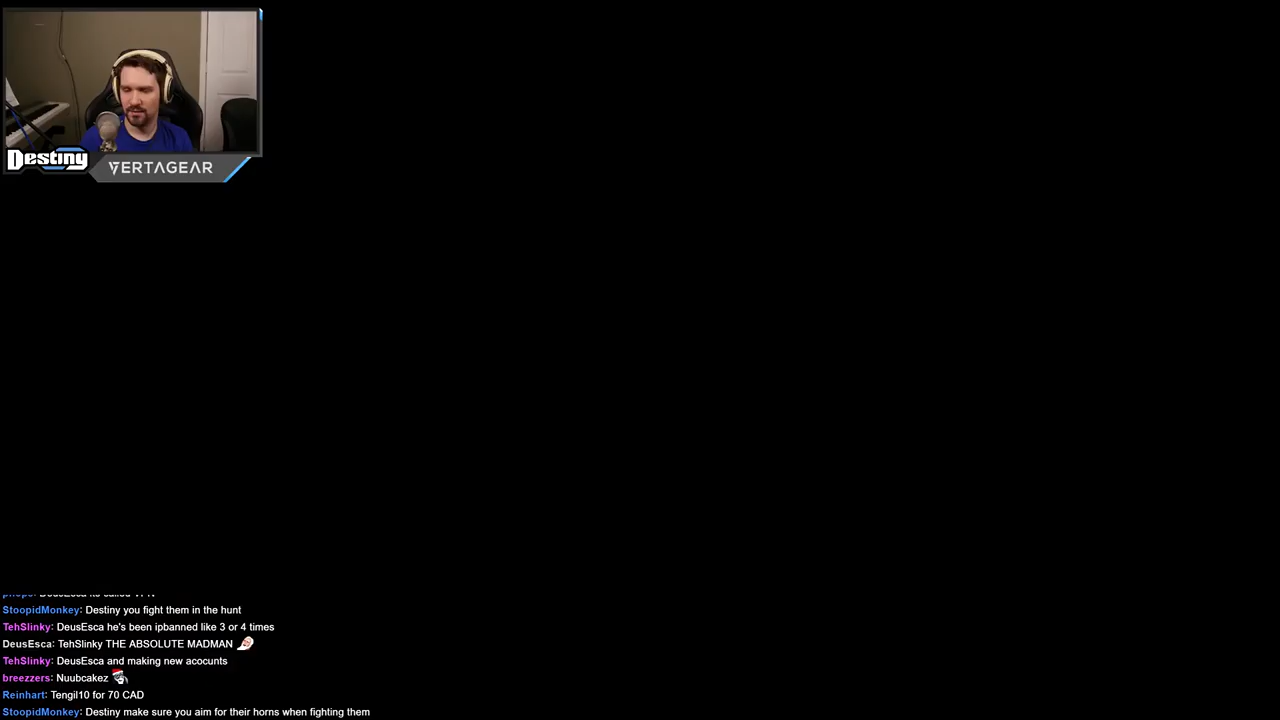 Destiny
VERTAGEAR
StoopidMonkey: Destiny you fight them in the hunt
TehSlinky: DeusEsca he's been ipbanned like 3 or 4 times
DeusEsca: TehSlinky THE ABSOLUTE MADMAN
TehSlinky: DeusEsca and making new acocunts
breezzers: Nuubcakez
Reinhart: Tengil10 for 70 CAD
StoopidMonkey: Destiny make sure you aim for their horns when fighting them